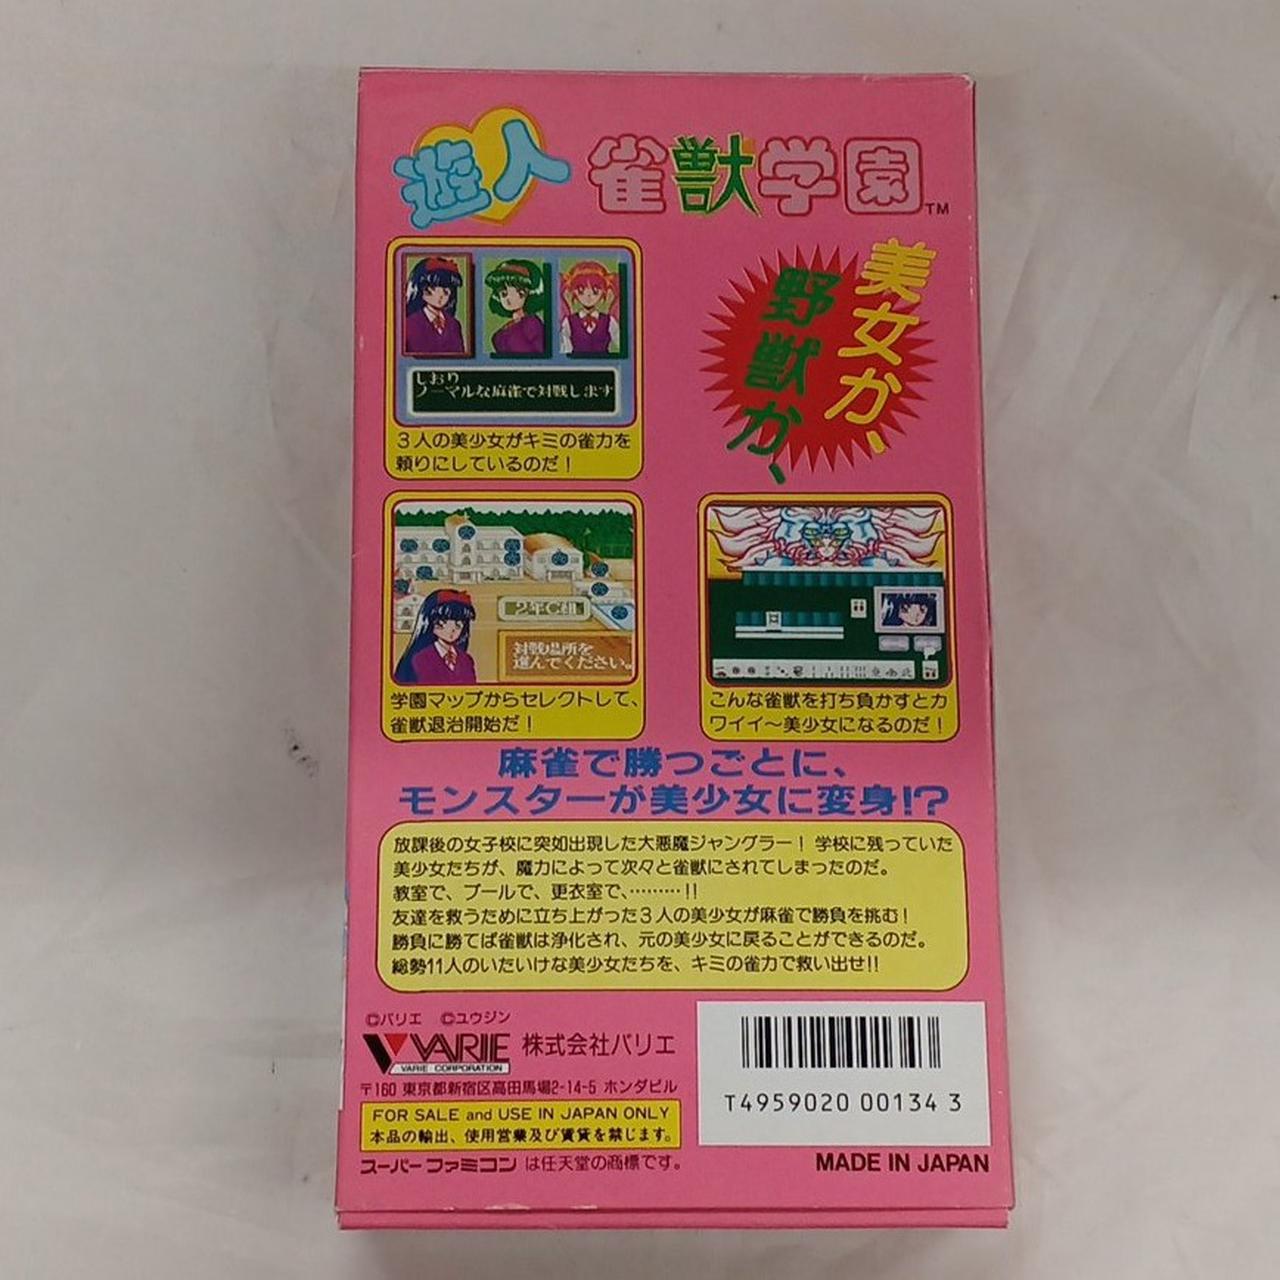 遊人 雀獣学園™
美女か、
野獣か、
しおり
ノーマルな麻雀で対戦します
3人の美少女がキミの雀力を
頼りにしているのだ！
2年C組
対戦場所を
選んでください。
学園マップからセレクトして、
雀獣退治開始だ！
こんな雀獣を打ち負かすとカ
ワイイ〜美少女になるのだ！
麻雀で勝つごとに、
モンスターが美少女に変身!?
放課後の女子校に突如出現した大悪魔ジャングラー！ 学校に残っていた
美少女たちが、魔力によって次々と雀獣にされてしまったのだ。
教室で、プールで、更衣室で、………!!
友達を救うために立ち上がった3人の美少女が麻雀で勝負を挑む！
勝負に勝てば雀獣は浄化され、元の美少女に戻ることができるのだ。
総勢11人のいたいけな美少女たちを、キミの雀力で救い出せ!!
©バリエ ©ユウジン
VARIE 株式会社バリエ
VARIE CORPORATION
〒160 東京都新宿区高田馬場2-14-5 ホンダビル
FOR SALE and USE IN JAPAN ONLY
本品の輸出、使用営業及び賃貸を禁じます。
スーパーファミコン は任天堂の商標です。
T4959020 00134 3
MADE IN JAPAN